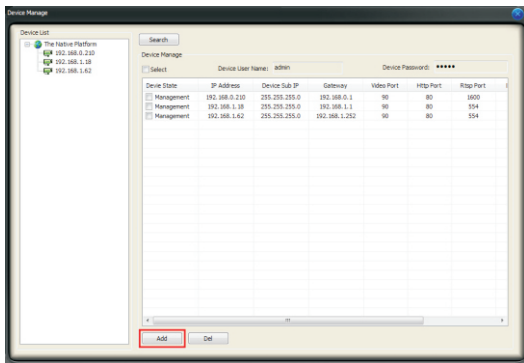 Device Manage
Device List
The Native Platform
192.168.0.210
192.168.1.18
192.168.1.62
Search
Device Manage
Select Device User Name: admin Device Password: •••••
Devie State IP Address Device Sub IP Gateway Video Port Http Port Rtsp Port
Management 192.168.0.210 255.255.255.0 192.168.0.1 90 80 1600
Management 192.168.1.18 255.255.255.0 192.168.1.1 90 80 554
Management 192.168.1.62 255.255.255.0 192.168.1.252 90 80 554
Add Del